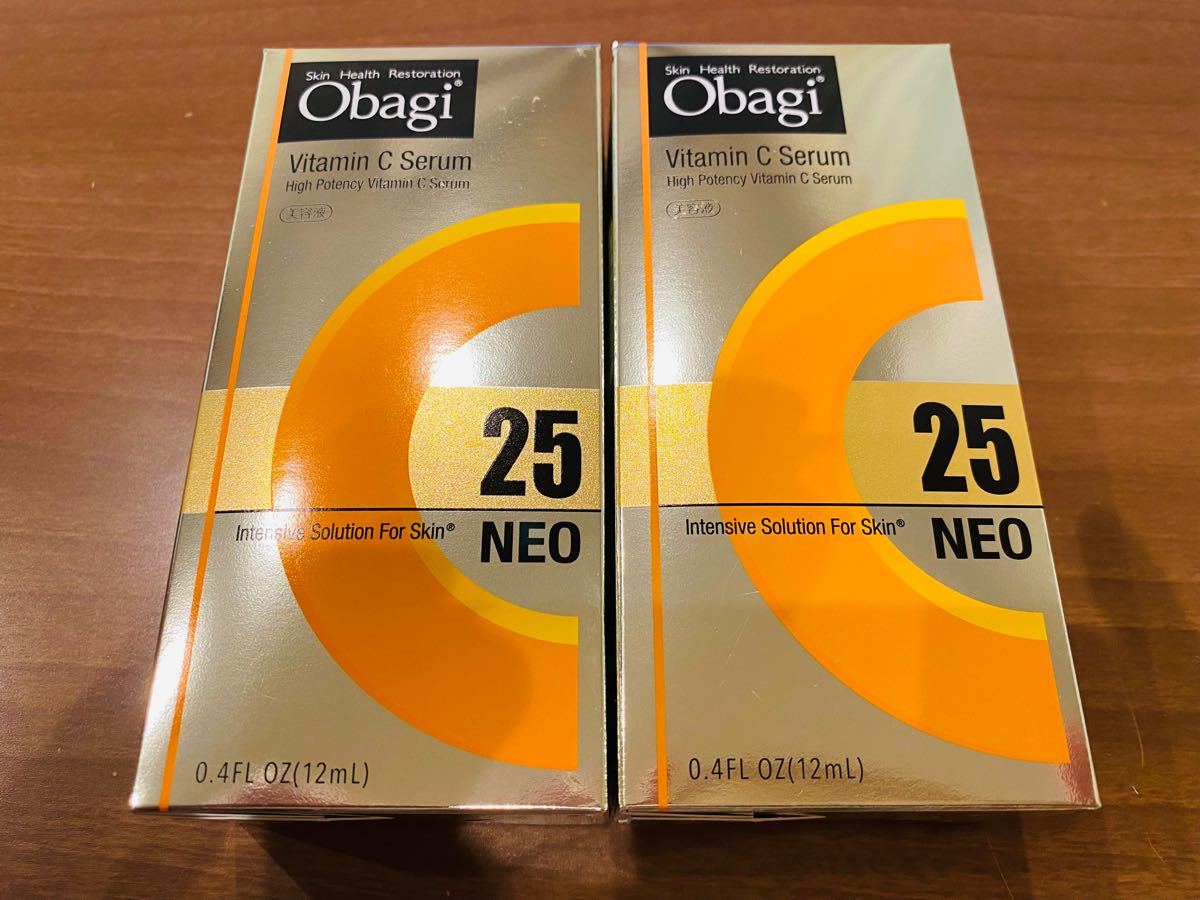 Skin Health Restoration
Obagi®
Vitamin C Serum
High Potency Vitamin C Serum
美容液
25
Intensive Solution For Skin®
NEO
0.4FL OZ(12mL)
Skin Health Restoration
Obagi®
Vitamin C Serum
High Potency Vitamin C Serum
美容液
25
Intensive Solution For Skin®
NEO
0.4FL OZ(12mL)